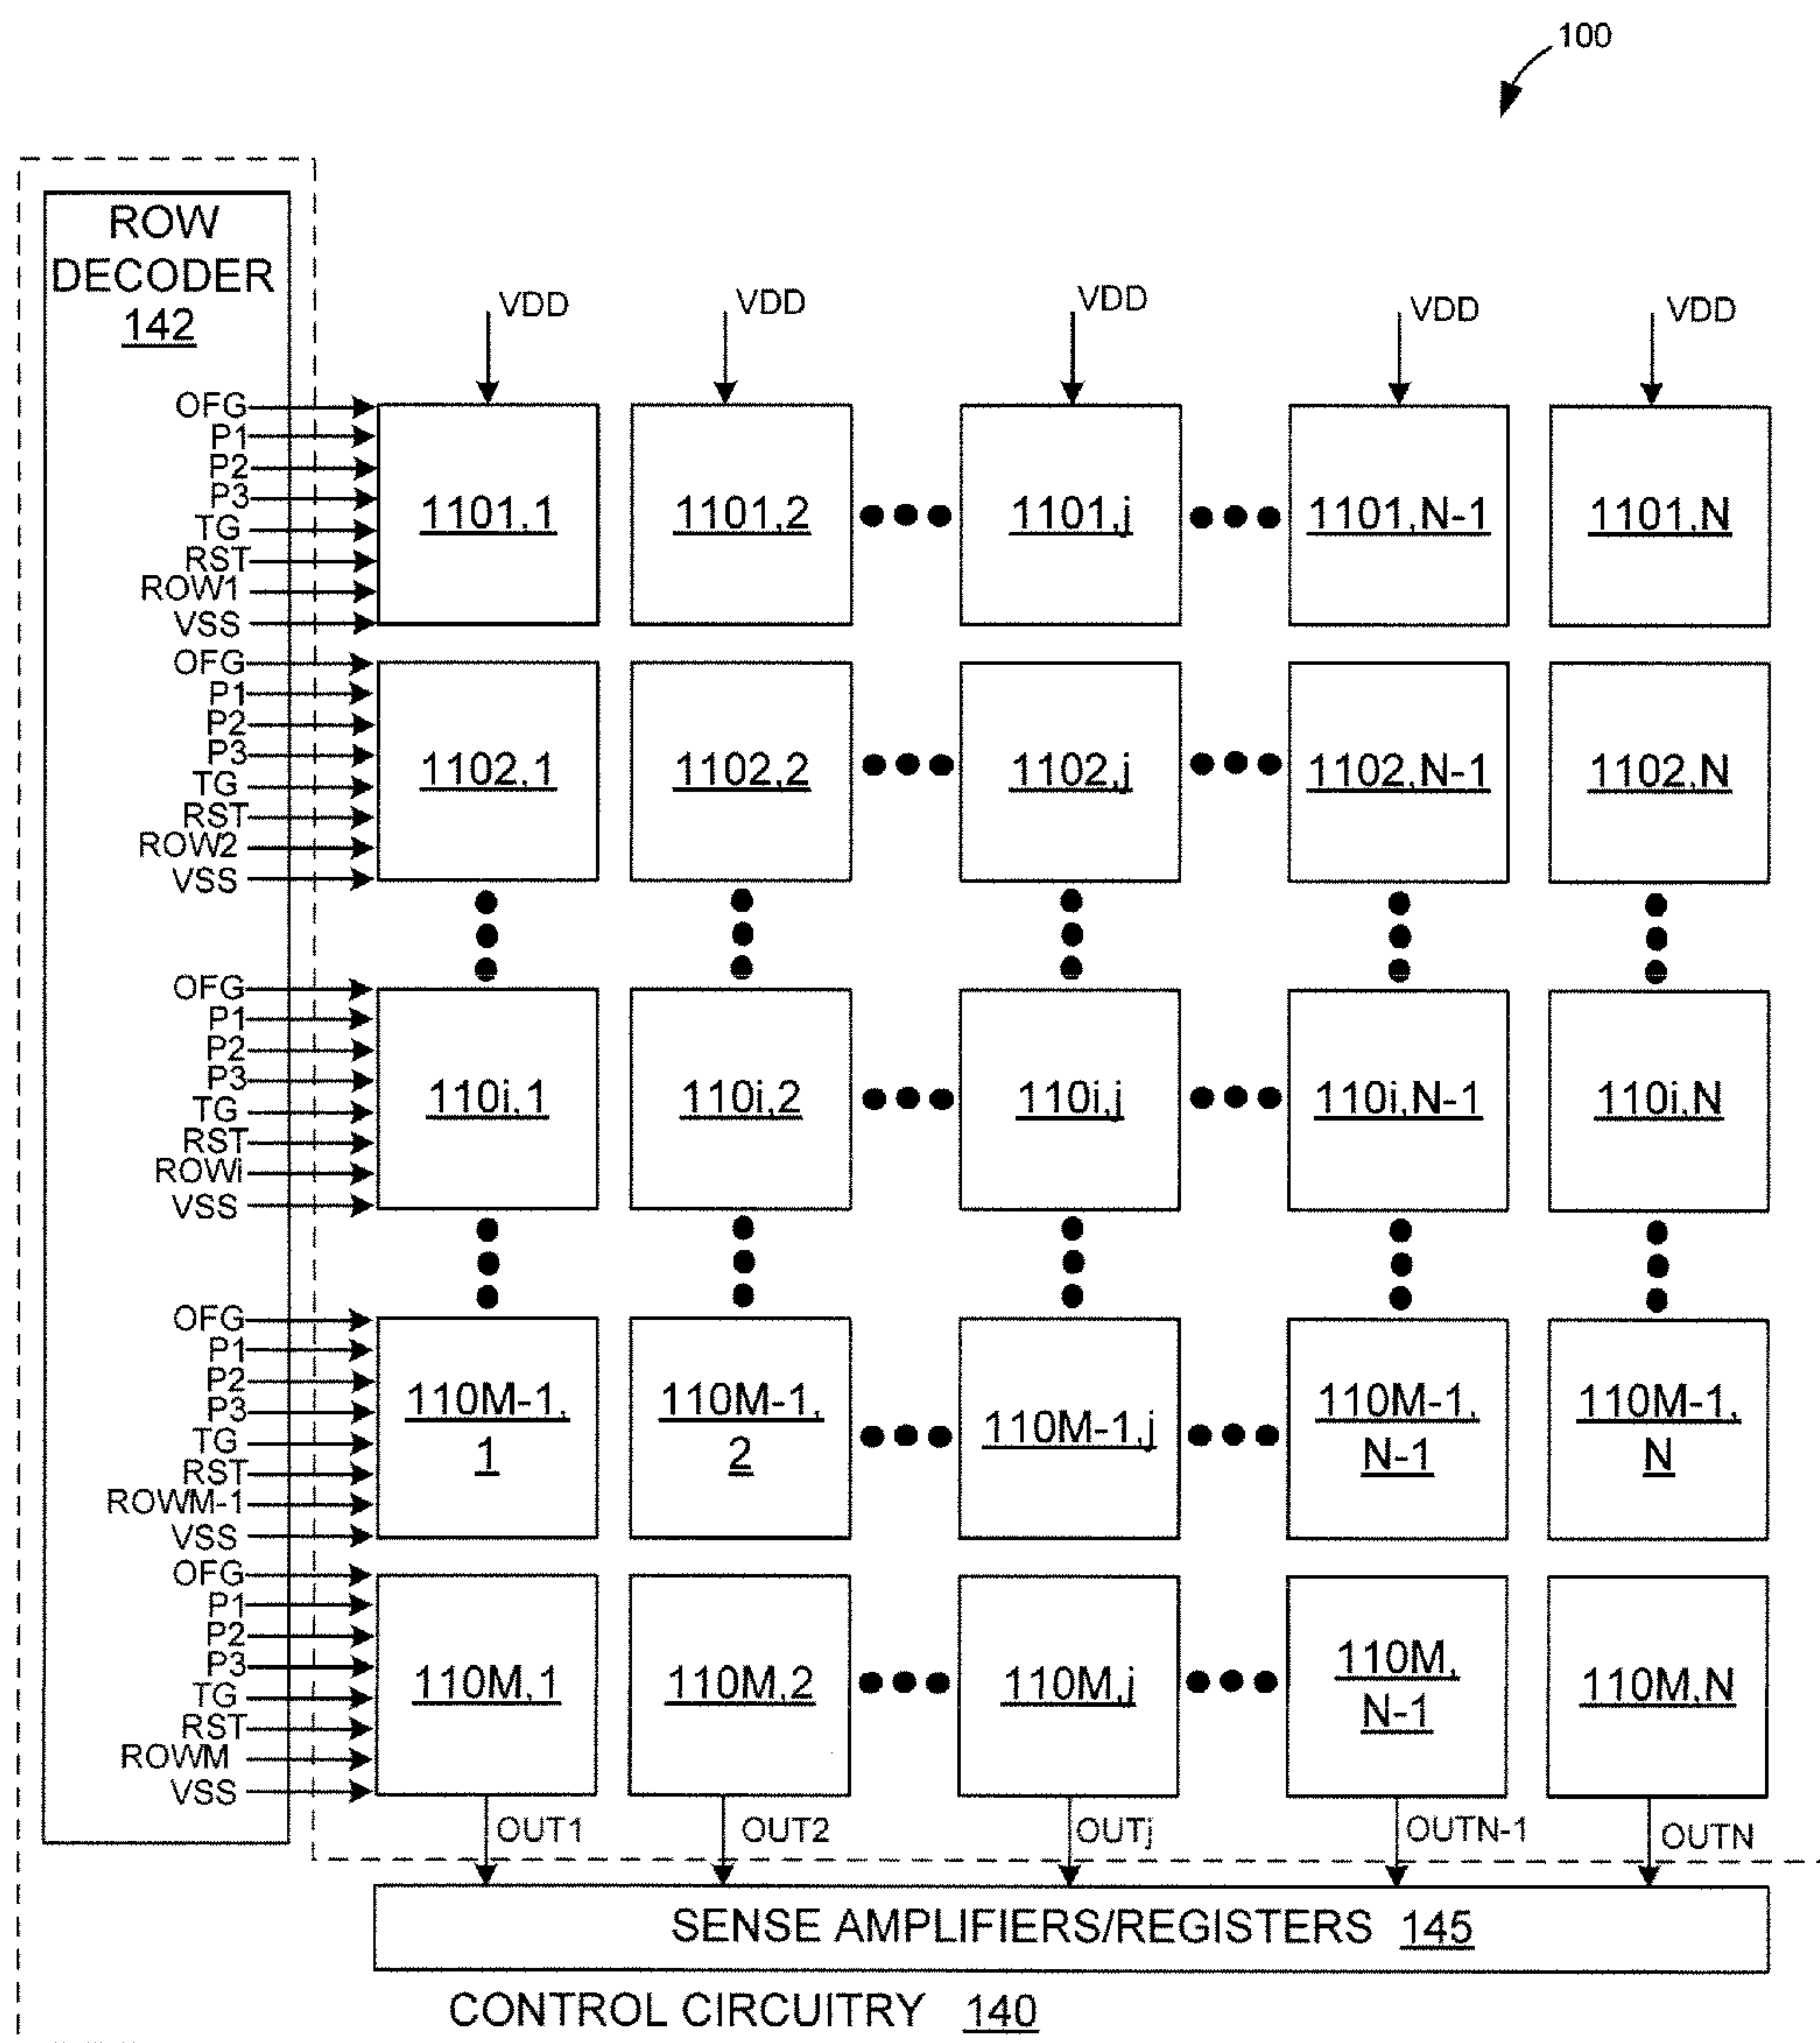 100
ROW
DECODER
142
VDD VDD VDD VDD VDD
OFG
P1
P2
P3
TG
RST
ROW1
VSS
1101,1 1101,2 1101,j 1101,N-1 1101,N
OFG
P1
P2
P3
TG
RST
ROW2
VSS
1102,1 1102,2 1102,j 1102,N-1 1102,N
OFG
P1
P2
P3
TG
RST
ROWi
VSS
110i,1 110i,2 110i,j 110i,N-1 110i,N
OFG
P1
P2
P3
TG
RST
ROWM-1
VSS
110M-1,
1
110M-1,
2
110M-1,j
110M-1,
N-1
110M-1,
N
OFG
P1
P2
P3
TG
RST
ROWM
VSS
110M,1 110M,2 110M,j
110M,
N-1
110M,N
OUT1 OUT2 OUTj OUTN-1 OUTN
SENSE AMPLIFIERS/REGISTERS 145
CONTROL CIRCUITRY 140